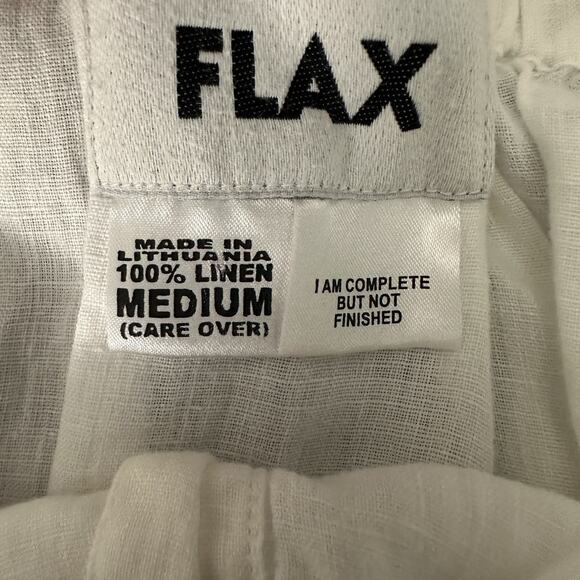 FLAX
MADE IN
LITHUANIA
100% LINEN
MEDIUM
(CARE OVER)
I AM COMPLETE
BUT NOT
FINISHED